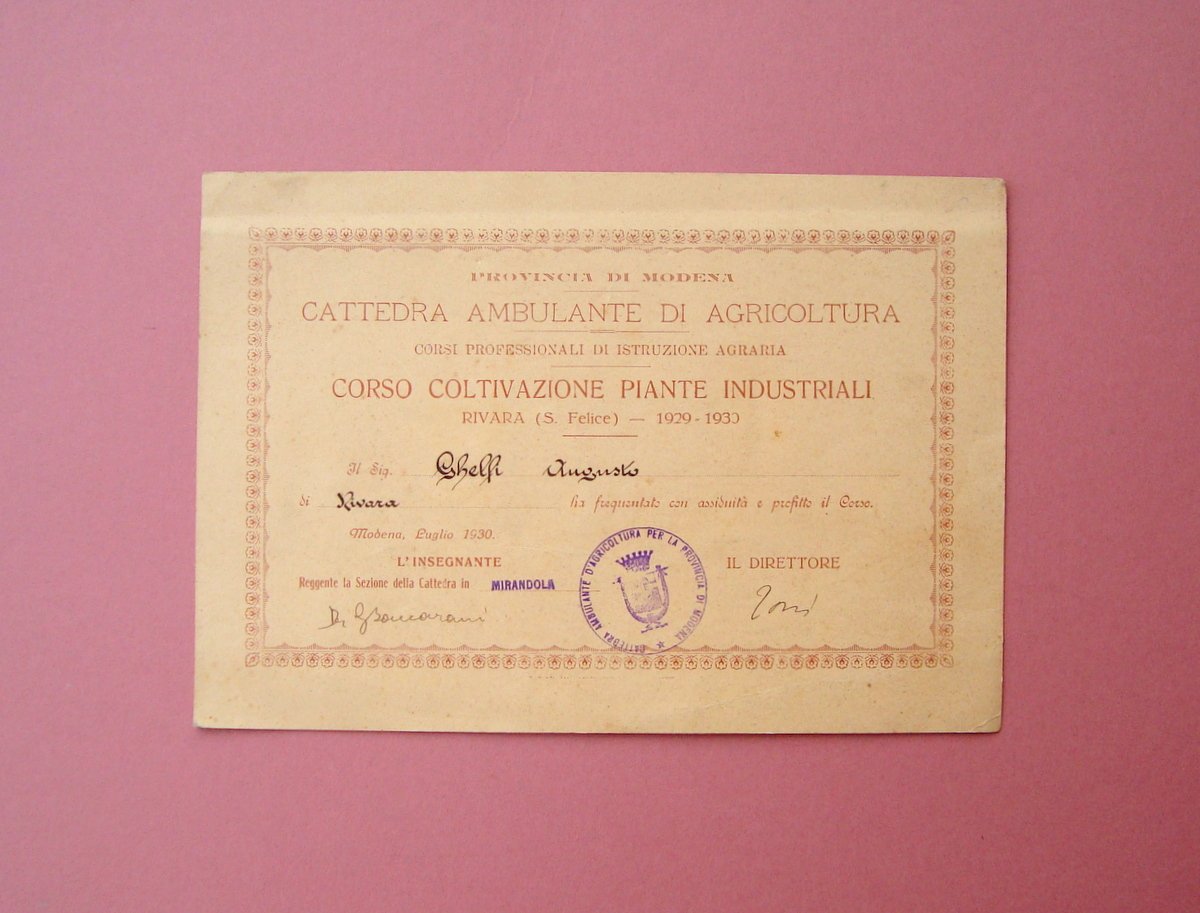 PROVINCIA DI MODENA
CATTEDRA AMBULANTE DI AGRICOLTURA
CORSI PROFESSIONALI DI ISTRUZIONE AGRARIA
CORSO COLTIVAZIONE PIANTE INDUSTRIALI
RIVARA (S. Felice) — 1929-1930
Il Sig. Ghelfi Augusto
di Rivara ha frequentato con assiduità e profitto il Corso.
Modena, Luglio 1930.
L'INSEGNANTE
IL DIRETTORE
Reggente la Sezione della Cattedra in MIRANDOLA
CATTEDRA AMBULANTE D'AGRICOLTURA PER LA PROVINCIA DI MODENA